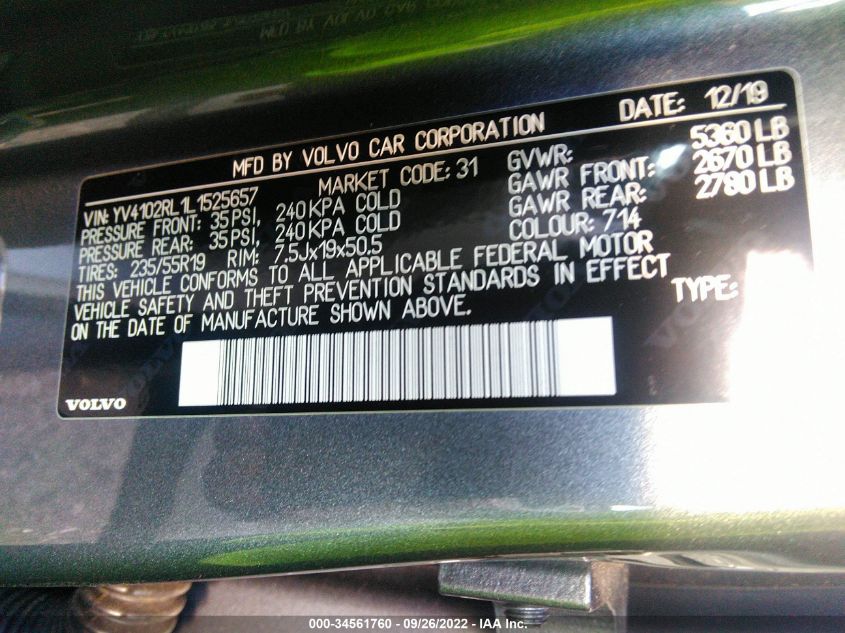 MFD BY VOLVO CAR CORPORATION DATE: 12/19
VIN: YV4102RL1L1525657 MARKET CODE: 31 GVWR: 5360 LB
PRESSURE FRONT: 35 PSI, 240 KPA COLD GAWR FRONT: 2670 LB
PRESSURE REAR: 35 PSI, 240 KPA COLD GAWR REAR: 2780 LB
TIRES: 235/55R19 RIM: 7.5Jx19x50.5 COLOUR: 714
THIS VEHICLE CONFORMS TO ALL APPLICABLE FEDERAL MOTOR
VEHICLE SAFETY AND THEFT PREVENTION STANDARDS IN EFFECT
ON THE DATE OF MANUFACTURE SHOWN ABOVE. TYPE:
VOLVO
000-34561760 - 09/26/2022 - IAA Inc.